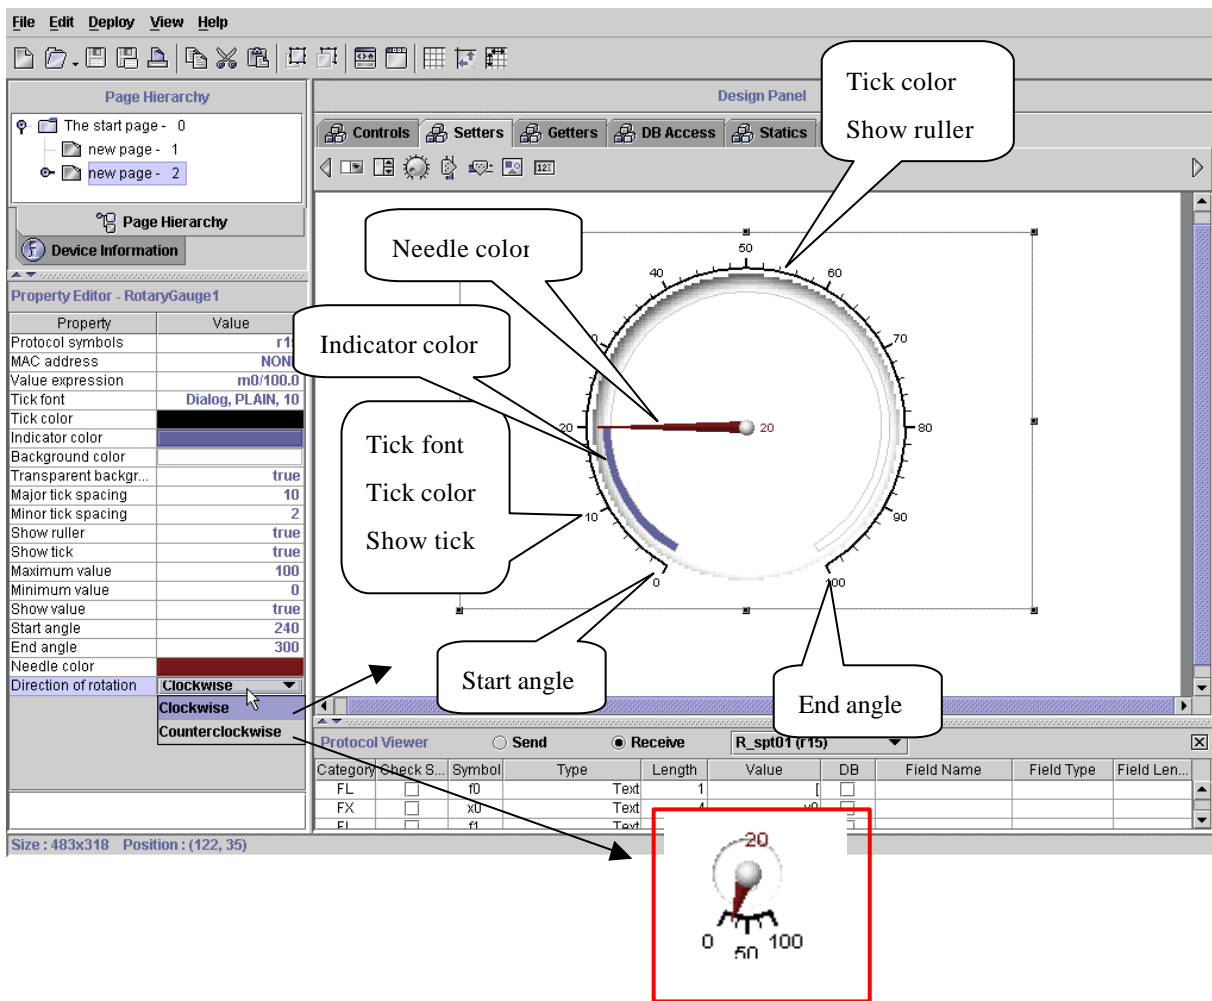 File Edit Deploy View Help
Page Hierarchy
The start page - 0
new page - 1
new page - 2
Page Hierarchy
Device Information
Property Editor - RotaryGauge1
Property Value
Protocol symbols
MAC address
Value expression m0/100.0
Tick font Dialog, PLAIN, 10
Tick color
Indicator color
Background color
Transparent backgr... true
Major tick spacing 10
Minor tick spacing 2
Show ruller true
Show tick true
Maximum value 100
Minimum value 0
Show value true
Start angle 240
End angle 300
Needle color
Direction of rotation Clockwise
Clockwise
Counterclockwise
Size : 483x318 Position : (122, 35)
Design Panel
Controls Setters Getters DB Access Statics
Tick color
Show ruller
Needle color
Indicator color
Tick font
Tick color
Show tick
Start angle
End angle
50
40 60
70
20 20 80
10 90
0 100
Protocol Viewer Send Receive R_spt01 (r15)
Category Check S... Symbol Type Length Value DB Field Name Field Type Field Len...
FL f0 Text 1 [
FX x0 Text 4
FL f1 Text
20
0 50 100